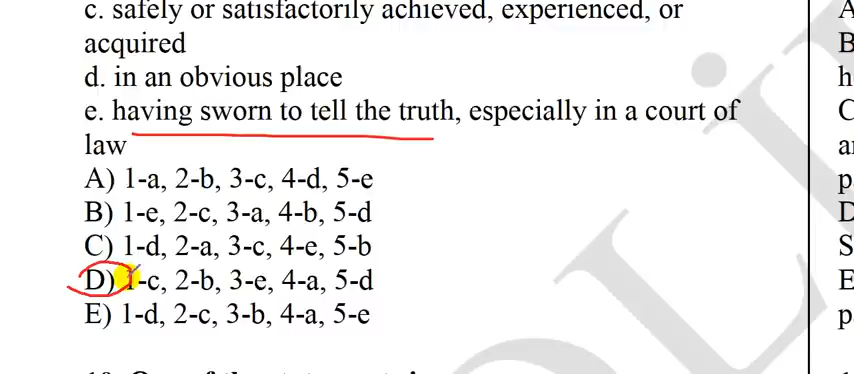 c. safely or satisfactorily achieved, experienced, or
acquired
d. in an obvious place
e. having sworn to tell the truth, especially in a court of
law
A) 1-a, 2-b, 3-c, 4-d, 5-e
B) 1-e, 2-c, 3-a, 4-b, 5-d
C) 1-d, 2-a, 3-c, 4-e, 5-b
D) 1-c, 2-b, 3-e, 4-a, 5-d
E) 1-d, 2-c, 3-b, 4-a, 5-e
A
B
h
C
a
p
D
S
E
p